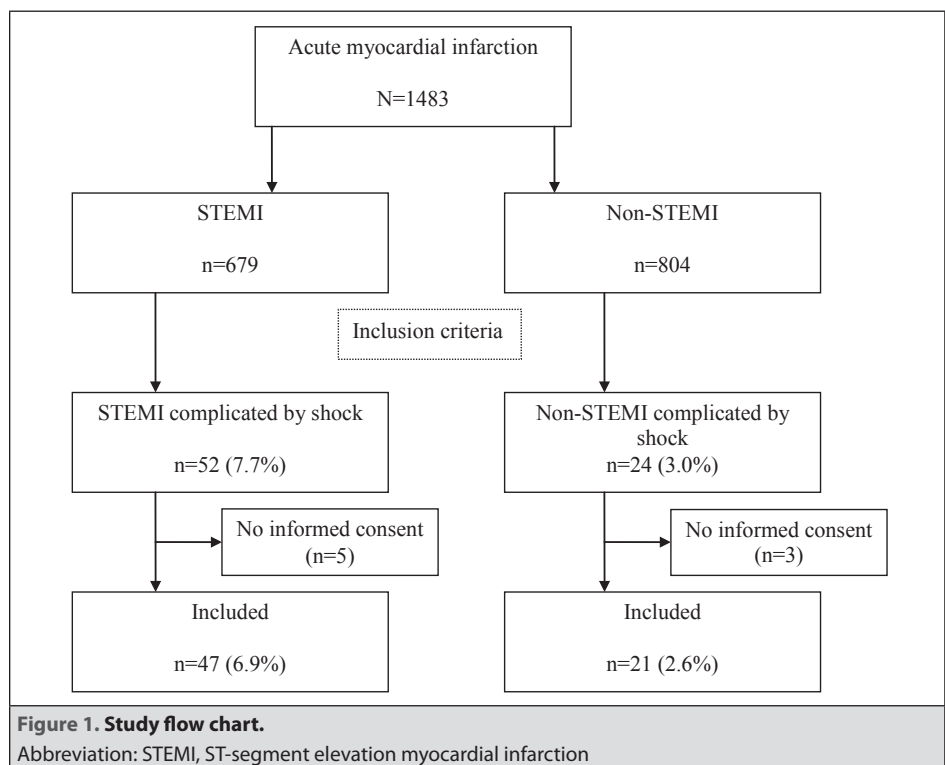 Acute myocardial infarction
N=1483
STEMI
n=679
Non-STEMI
n=804
Inclusion criteria
STEMI complicated by shock
n=52 (7.7%)
Non-STEMI complicated by
shock
n=24 (3.0%)
No informed consent
(n=5)
No informed consent
(n=3)
Included
n=47 (6.9%)
Included
n=21 (2.6%)
Figure 1. Study flow chart.
Abbreviation: STEMI, ST-segment elevation myocardial infarction